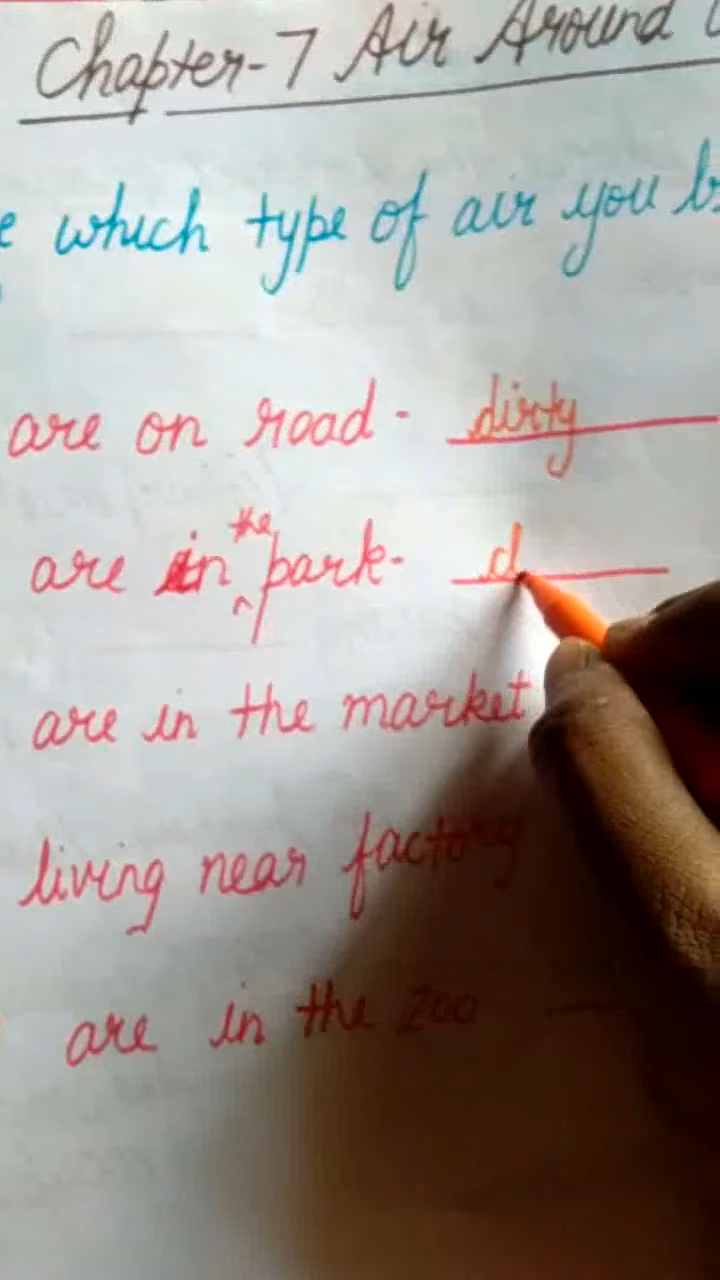 Chapter-7 Air Around
which type of air you
are on road - dirty
the
are in ^ park- d
are in the market
living near factory
are in the zoo —